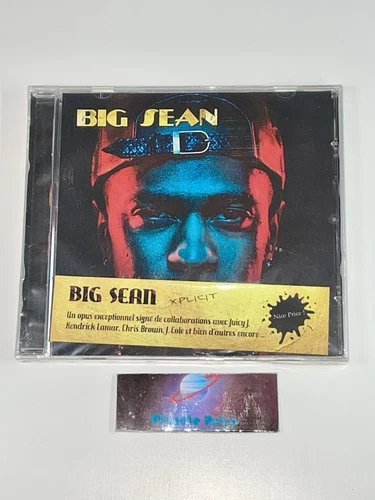 BIG SEAN
BIG SEAN XPLICIT
Un opus exceptionnel signé de collaborations avec Juicy J,
Kendrick Lamar, Chris Brown, J. Cole et bien d'autres encore ...
Nice Price !